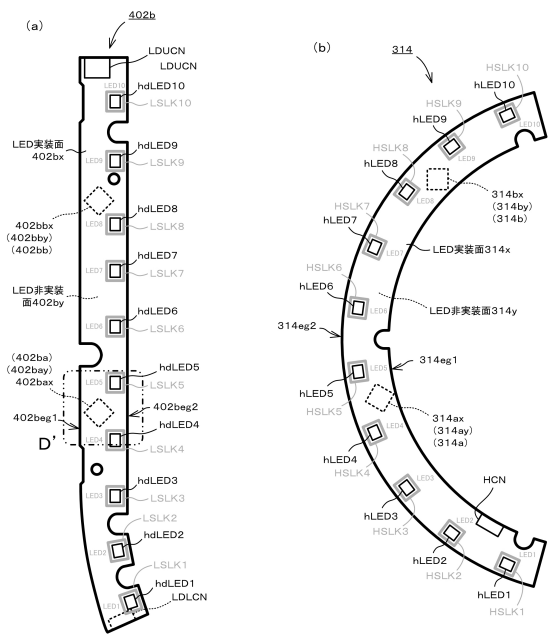 (a)
402b
LDUCN
LDUCN
LED10
hdLED10
LSLK10
LED実装面
402bx
hdLED9
LED9
LSLK9
402bbx
(402bby)
(402bb)
hdLED8
LED8
LSLK8
hdLED7
LED7
LSLK7
LED非実装
面402by
hdLED6
LED6
LSLK6
(402ba)
(402bay)
402bax
hdLED5
LED5
LSLK5
402beg1
402beg2
hdLED4
D'
LED4
LSLK4
hdLED3
LED3
LSLK3
LSLK2
hdLED2
LED2
LSLK1
hdLED1
LED1
LDLCN
(b)
314
HSLK10
hLED10
LED10
HSLK9
hLED9
LED9
HSLK8
hLED8
LED8
314bx
(314by)
(314b)
HSLK7
hLED7
LED7
LED実装面314x
HSLK6
hLED6
LED6
LED非実装面314y
314eg2
314eg1
LED5
hLED5
HSLK5
314ax
(314ay)
(314a)
LED4
hLED4
HSLK4
HCN
LED3
hLED3
HSLK3
LED2
hLED2
HSLK2
LED1
hLED1
HSLK1